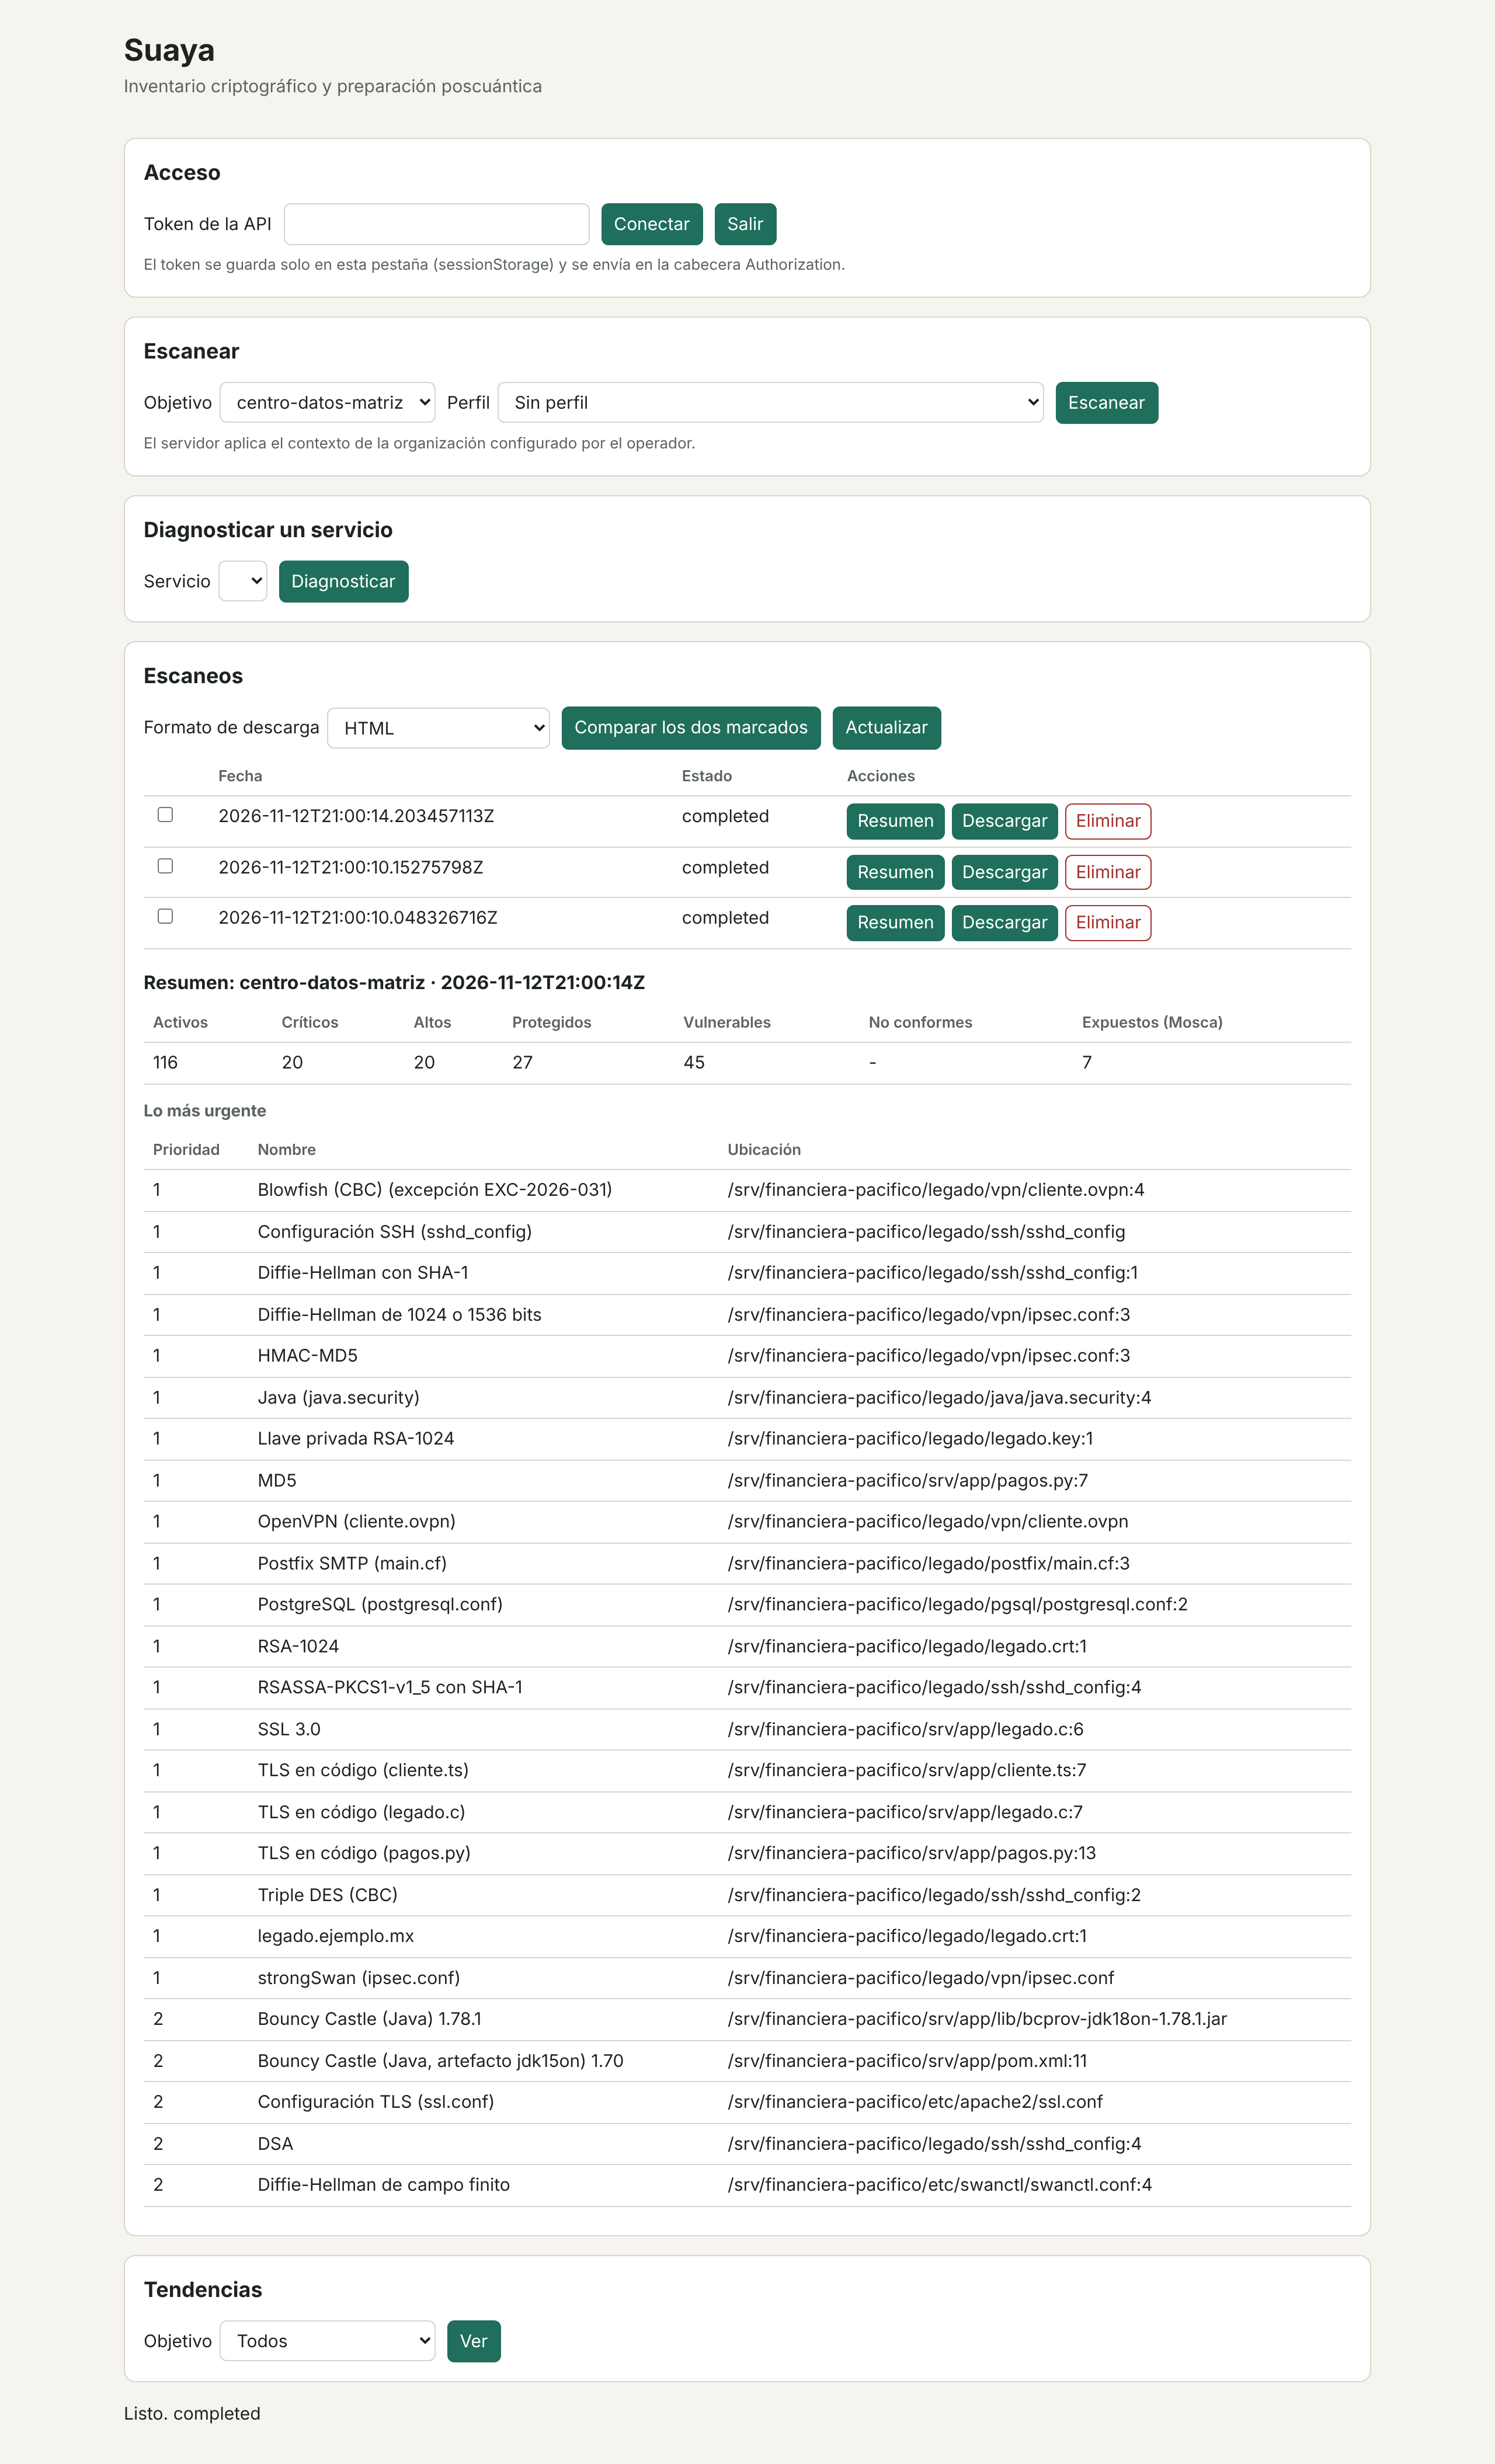 Suaya
Inventario criptográfico y preparación poscuántica
Acceso
Token de la API Conectar Salir
El token se guarda solo en esta pestaña (sessionStorage) y se envía en la cabecera Authorization.
Escanear
Objetivo centro-datos-matriz Perfil Sin perfil Escanear
El servidor aplica el contexto de la organización configurado por el operador.
Diagnosticar un servicio
Servicio Diagnosticar
Escaneos
Formato de descarga HTML Comparar los dos marcados Actualizar
Fecha Estado Acciones
2026-11-12T21:00:14.203457113Z completed Resumen Descargar Eliminar
2026-11-12T21:00:10.15275798Z completed Resumen Descargar Eliminar
2026-11-12T21:00:10.048326716Z completed Resumen Descargar Eliminar
Resumen: centro-datos-matriz · 2026-11-12T21:00:14Z
Activos Críticos Altos Protegidos Vulnerables No conformes Expuestos (Mosca)
116 20 20 27 45 - 7
Lo más urgente
Prioridad Nombre Ubicación
1 Blowfish (CBC) (excepción EXC-2026-031) /srv/financiera-pacifico/legado/vpn/cliente.ovpn:4
1 Configuración SSH (sshd_config) /srv/financiera-pacifico/legado/ssh/sshd_config
1 Diffie-Hellman con SHA-1 /srv/financiera-pacifico/legado/ssh/sshd_config:1
1 Diffie-Hellman de 1024 o 1536 bits /srv/financiera-pacifico/legado/vpn/ipsec.conf:3
1 HMAC-MD5 /srv/financiera-pacifico/legado/vpn/ipsec.conf:3
1 Java (java.security) /srv/financiera-pacifico/legado/java/java.security:4
1 Llave privada RSA-1024 /srv/financiera-pacifico/legado/legado.key:1
1 MD5 /srv/financiera-pacifico/srv/app/pagos.py:7
1 OpenVPN (cliente.ovpn) /srv/financiera-pacifico/legado/vpn/cliente.ovpn
1 Postfix SMTP (main.cf) /srv/financiera-pacifico/legado/postfix/main.cf:3
1 PostgreSQL (postgresql.conf) /srv/financiera-pacifico/legado/pgsql/postgresql.conf:2
1 RSA-1024 /srv/financiera-pacifico/legado/legado.crt:1
1 RSASSA-PKCS1-v1_5 con SHA-1 /srv/financiera-pacifico/legado/ssh/sshd_config:4
1 SSL 3.0 /srv/financiera-pacifico/srv/app/legado.c:6
1 TLS en código (cliente.ts) /srv/financiera-pacifico/srv/app/cliente.ts:7
1 TLS en código (legado.c) /srv/financiera-pacifico/srv/app/legado.c:7
1 TLS en código (pagos.py) /srv/financiera-pacifico/srv/app/pagos.py:13
1 Triple DES (CBC) /srv/financiera-pacifico/legado/ssh/sshd_config:2
1 legado.ejemplo.mx /srv/financiera-pacifico/legado/legado.crt:1
1 strongSwan (ipsec.conf) /srv/financiera-pacifico/legado/vpn/ipsec.conf
2 Bouncy Castle (Java) 1.78.1 /srv/financiera-pacifico/srv/app/lib/bcprov-jdk18on-1.78.1.jar
2 Bouncy Castle (Java, artefacto jdk15on) 1.70 /srv/financiera-pacifico/srv/app/pom.xml:11
2 Configuración TLS (ssl.conf) /srv/financiera-pacifico/etc/apache2/ssl.conf
2 DSA /srv/financiera-pacifico/legado/ssh/sshd_config:4
2 Diffie-Hellman de campo finito /srv/financiera-pacifico/etc/swanctl/swanctl.conf:4
Tendencias
Objetivo Todos Ver
Listo. completed